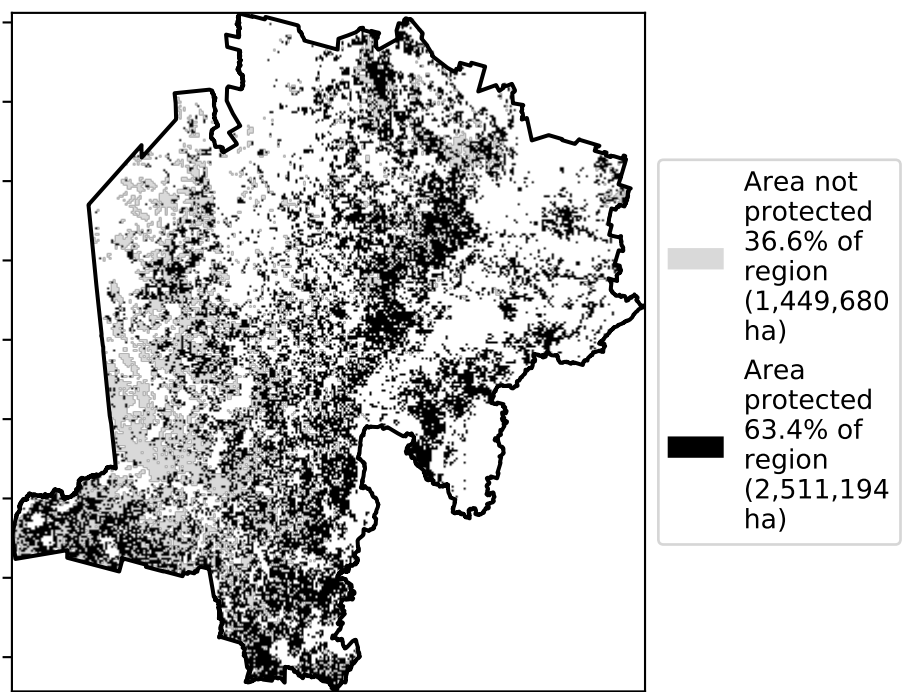 Area not
protected
36.6% of
region
(1,449,680
ha)
Area
protected
63.4% of
region
(2,511,194
ha)